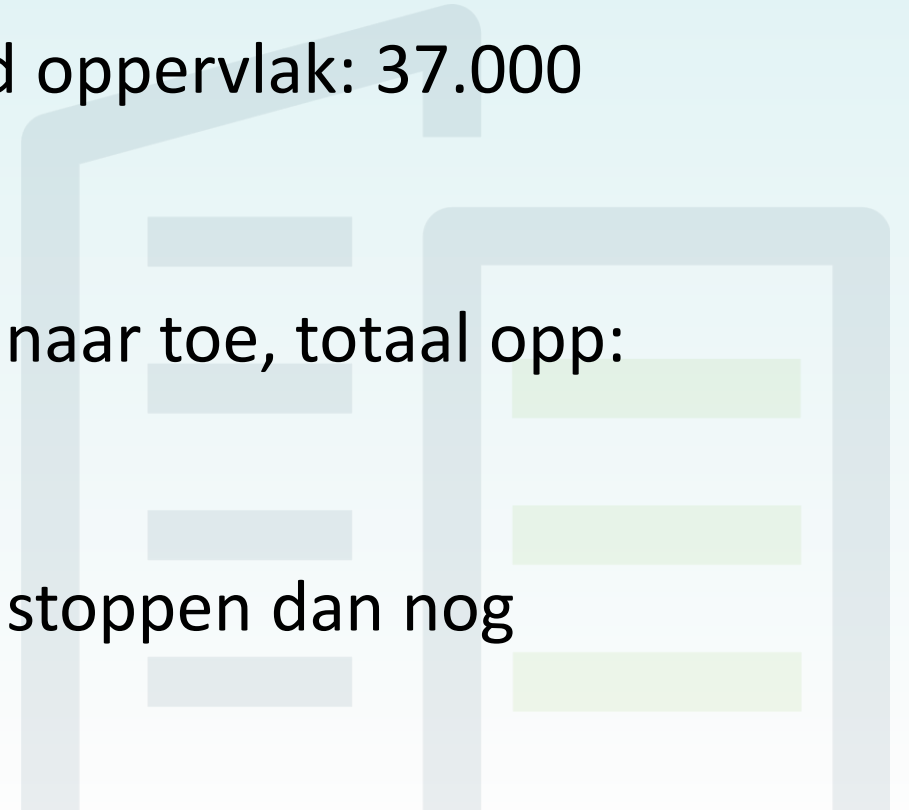 oppervlak: 37.000
naar toe, totaal opp:
stoppen dan nog